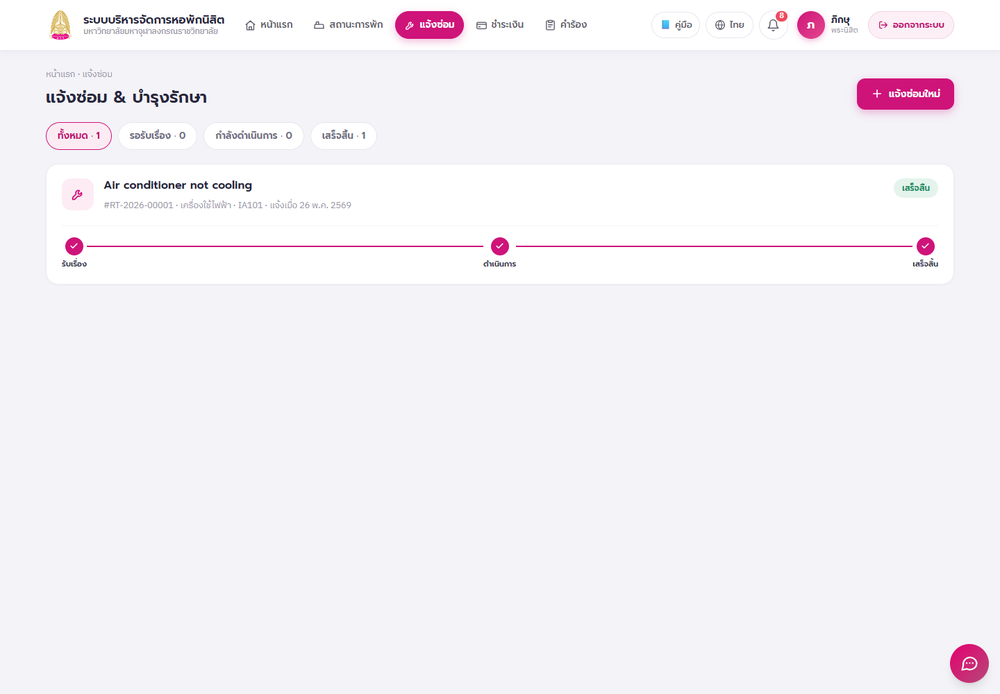 ระบบบริหารจัดการหอพักนิสิต
มหาวิทยาลัยมหาจุฬาลงกรณราชวิทยาลัย
หน้าแรก
สถานะการพัก
แจ้งซ่อม
ชำระเงิน
คำร้อง
คู่มือ
ไทย
8
ภ
ภิกษุ
พระนิสิต
ออกจากระบบ
หน้าแรก · แจ้งซ่อม
แจ้งซ่อม & บำรุงรักษา
แจ้งซ่อมใหม่
ทั้งหมด · 1
รอรับเรื่อง · 0
กำลังดำเนินการ · 0
เสร็จสิ้น · 1
Air conditioner not cooling
เสร็จสิ้น
#RT-2026-00001 · เครื่องใช้ไฟฟ้า · IA101 · แจ้งเมื่อ 26 พ.ค. 2569
รับเรื่อง
ดำเนินการ
เสร็จสิ้น